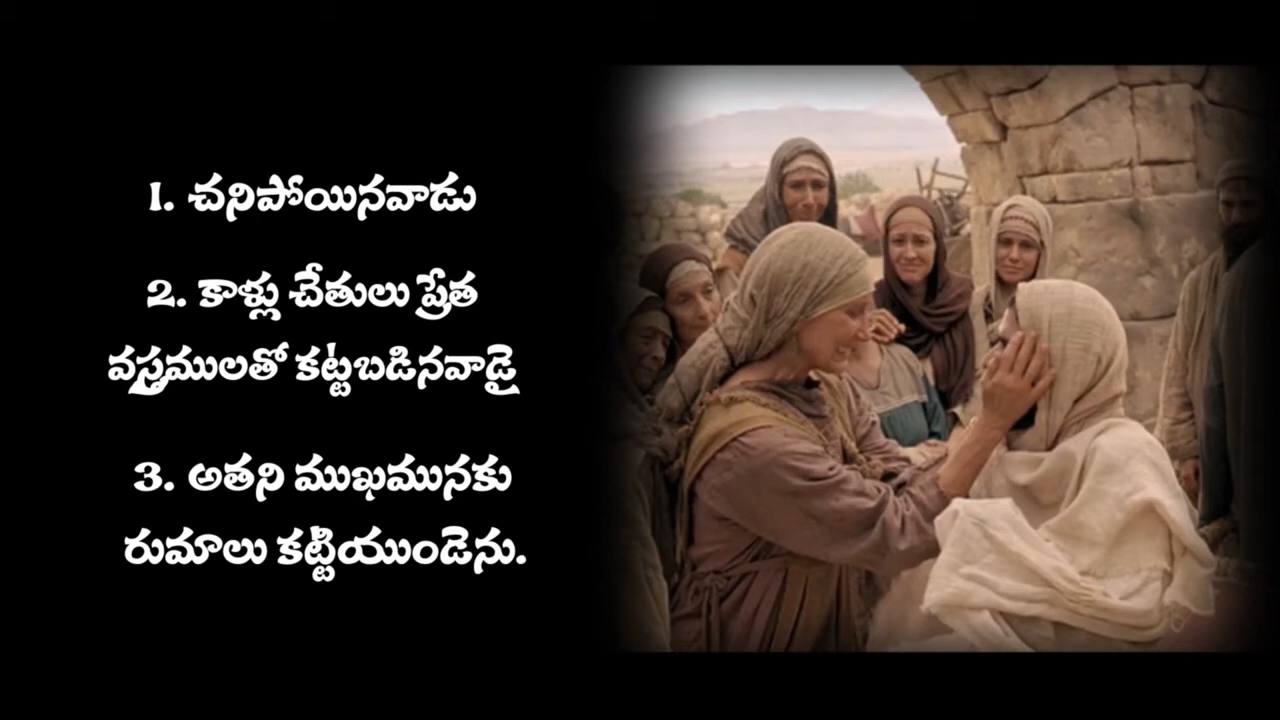 1. చనిపోయినవాడు
2. కాళ్లు చేతులు ప్రేత
వస్త్రములతో కట్టబడినవాడై
3. అతని ముఖమునకు
రుమాలు కట్టియుండెను.